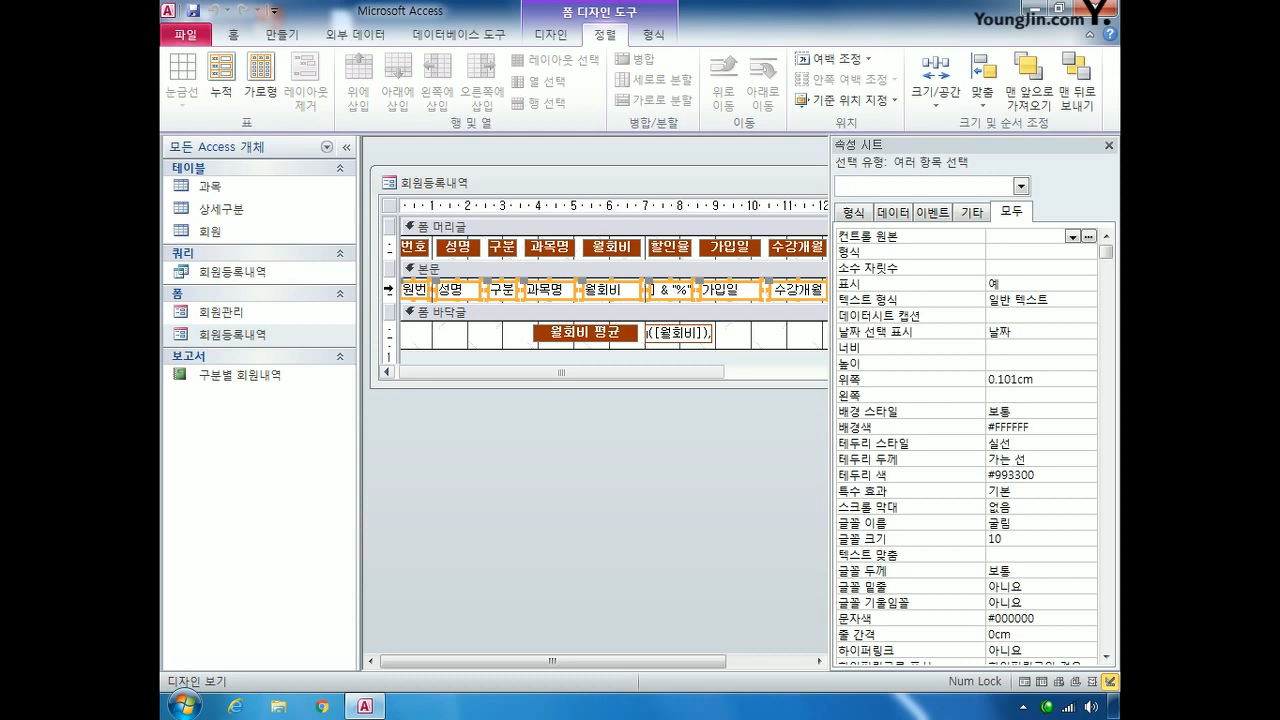 Microsoft Access
폼 디자인 도구
YoungJin.com Y.
파일 홈 만들기 외부 데이터 데이터베이스 도구 디자인 정렬 형식
눈금선 누적 가로형 레이아웃 제거
표
위에 삽입 아래에 삽입 왼쪽에 삽입 오른쪽에 삽입
레이아웃 선택
열 선택
행 선택
행 및 열
병합
세로로 분할
가로로 분할
병합/분할
위로 이동 아래로 이동
이동
여백 조정
안쪽 여백 조정
기준 위치 지정
위치
크기/공간 맞춤 맨 앞으로 가져오기 맨 뒤로 보내기
크기 및 순서 조정
모든 Access 개체
테이블
과목
상세구분
회원
쿼리
회원등록내역
폼
회원관리
회원등록내역
보고서
구분별 회원내역
회원등록내역
1 2 3 4 5 6 7 8 9 10 11 12
폼 머리글
번호 성명 구분 과목명 월회비 할인율 가입일 수강개월
본문
원번 성명 구분 과목명 월회비 ] & "%" 가입일 수강개월
폼 바닥글
월회비 평균 ([월회비]),
1
속성 시트
선택 유형: 여러 항목 선택
형식 데이터 이벤트 기타 모두
컨트롤 원본
형식
소수 자릿수
표시 예
텍스트 형식 일반 텍스트
데이터시트 캡션
날짜 선택 표시 날짜
너비
높이
위쪽 0.101cm
왼쪽
배경 스타일 보통
배경색 #FFFFFF
테두리 스타일 실선
테두리 두께 가는 선
테두리 색 #993300
특수 효과 기본
스크롤 막대 없음
글꼴 이름 굴림
글꼴 크기 10
텍스트 맞춤
글꼴 두께 보통
글꼴 밑줄 아니요
글꼴 기울임꼴 아니요
문자색 #000000
줄 간격 0cm
하이퍼링크 아니요
디자인 보기
Num Lock